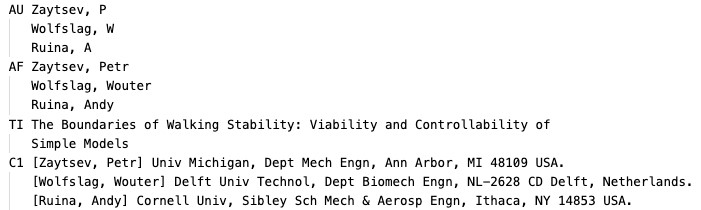 AU Zaytsev, P
Wolfslag, W
Ruina, A
AF Zaytsev, Petr
Wolfslag, Wouter
Ruina, Andy
TI The Boundaries of Walking Stability: Viability and Controllability of
Simple Models
C1 [Zaytsev, Petr] Univ Michigan, Dept Mech Engn, Ann Arbor, MI 48109 USA.
[Wolfslag, Wouter] Delft Univ Technol, Dept Biomech Engn, NL-2628 CD Delft, Netherlands.
[Ruina, Andy] Cornell Univ, Sibley Sch Mech & Aerosp Engn, Ithaca, NY 14853 USA.